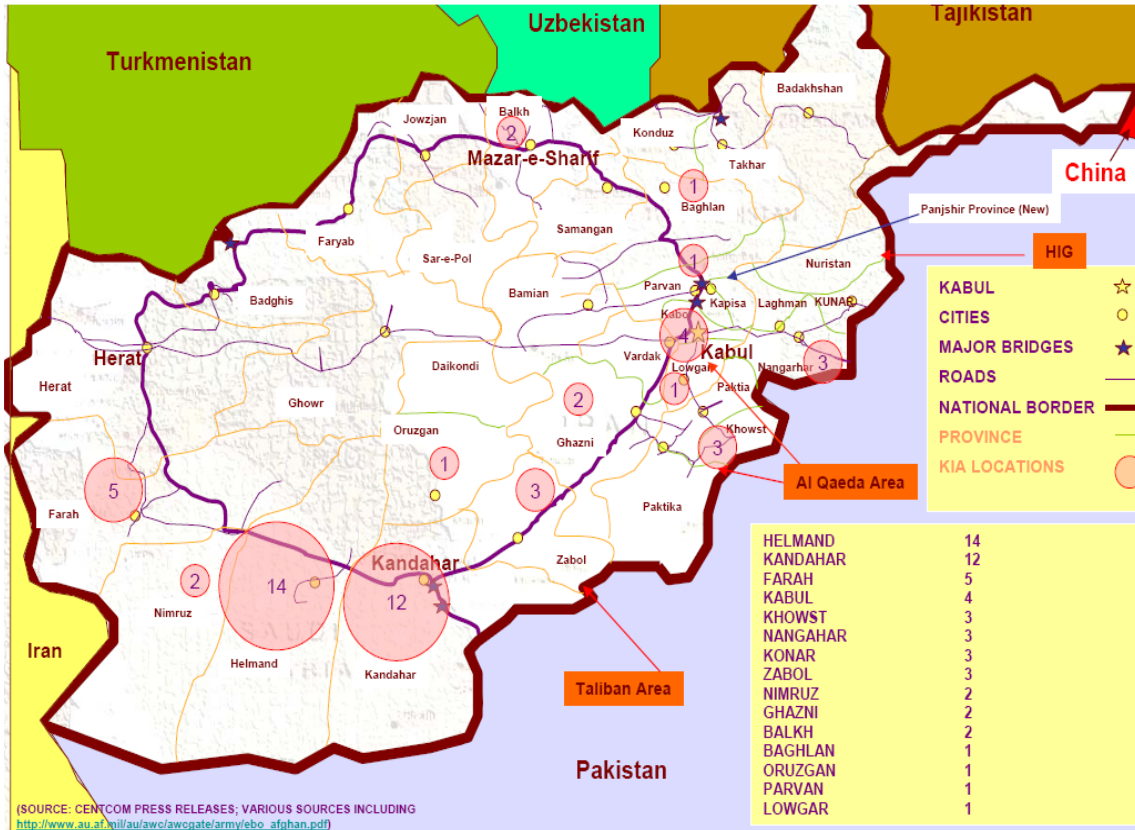 Turkmenistan
Uzbekistan
Tajikistan
Badakhshan
Balkh
Jowzjan
2
Konduz
Mazar-e-Sharif
Takhar
China
1
Baghlan
Panjshir Province (New)
Samangan
Faryab
HIG
Sar-e-Pol
1
Nuristan
Parvan
Bamian
Badghis
Kapisa
Laghman
KUNAR
4
Herat
Vardak
Kabul
3
Herat
Daikondi
Lowgar
Nangarhar
1
Paktia
Ghowr
2
Oruzgan
Khowst
Ghazni
3
1
5
3
Al Qaeda Area
Farah
Paktika
Kandahar
Zabol
2
14
12
Nimruz
Iran
Helmand
Kandahar
Taliban Area
Pakistan
KABUL
CITIES
MAJOR BRIDGES
ROADS
NATIONAL BORDER
PROVINCE
KIA LOCATIONS
HELMAND 14
KANDAHAR 12
FARAH 5
KABUL 4
KHOWST 3
NANGAHAR 3
KONAR 3
ZABOL 3
NIMRUZ 2
GHAZNI 2
BALKH 2
BAGHLAN 1
ORUZGAN 1
PARVAN 1
LOWGAR 1
(SOURCE: CENTCOM PRESS RELEASES; VARIOUS SOURCES INCLUDING
http://www.au.af.mil/au/awc/awcgate/army/ebo_afghan.pdf)